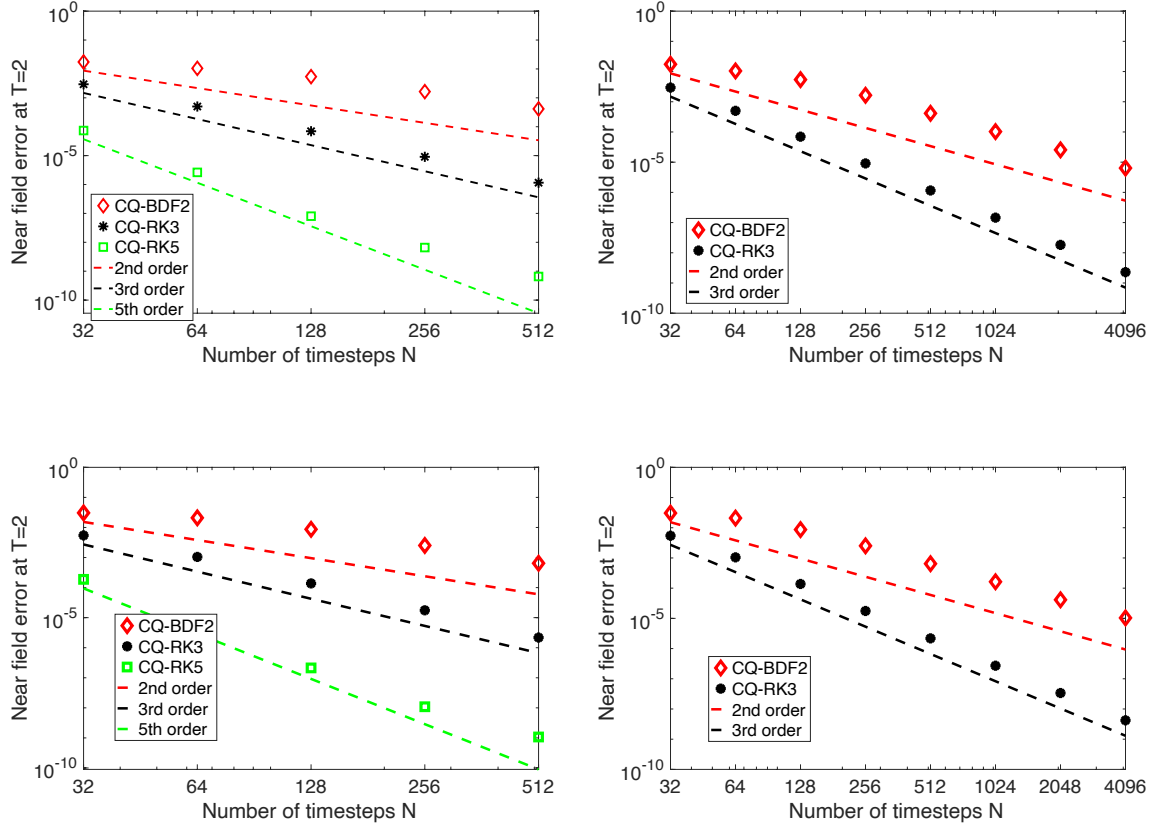 10^0
10^-5
10^-10
Near field error at T=2
CQ-BDF2
CQ-RK3
CQ-RK5
2nd order
3rd order
5th order
32 64 128 256 512
Number of timesteps N
10^0
10^-5
10^-10
Near field error at T=2
CQ-BDF2
CQ-RK3
2nd order
3rd order
32 64 128 256 512 1024 2048 4096
Number of timesteps N
10^0
10^-5
10^-10
Near field error at T=2
CQ-BDF2
CQ-RK3
CQ-RK5
2nd order
3rd order
5th order
32 64 128 256 512
Number of timesteps N
10^0
10^-5
10^-10
Near field error at T=2
CQ-BDF2
CQ-RK3
2nd order
3rd order
32 64 128 256 512 1024 2048 4096
Number of timesteps N